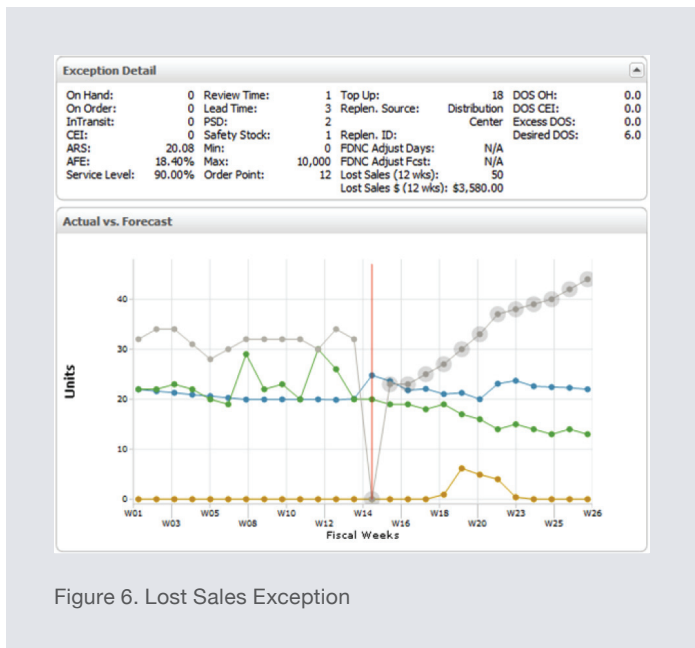 Exception Detail
On Hand: 0 Review Time: 1 Top Up: 18 DOS OH: 0.0
On Order: 0 Lead Time: 3 Replen. Source: Distribution DOS CEI: 0.0
InTransit: 0 PSD: 2 Center Excess DOS: 0.0
CEI: 0 Safety Stock: 1 Replen. ID: Desired DOS: 6.0
ARS: 20.08 Min: 0 FDNC Adjust Days: N/A
AFE: 18.40% Max: 10,000 FDNC Adjust Fcst: N/A
Service Level: 90.00% Order Point: 12 Lost Sales (12 wks): 50
Lost Sales $ (12 wks): $3,580.00
Actual vs. Forecast
40
30
20
10
0
Units
W01 W03 W05 W08 W10 W12 W14 W16 W18 W20 W23 W25 W26
Fiscal Weeks
Figure 6. Lost Sales Exception